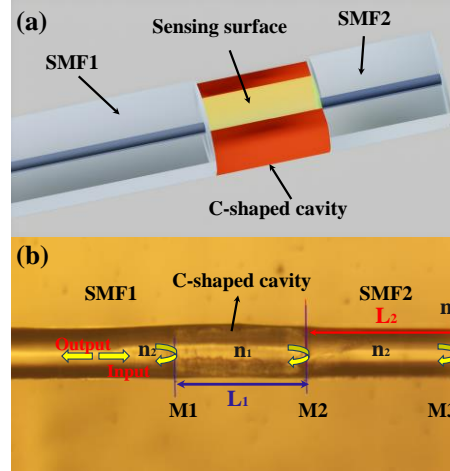 (a)
Sensing surface
SMF2
SMF1
C-shaped cavity
(b)
C-shaped cavity
SMF1
SMF2
n
L₂
Output
n₂
n₁
n₂
Input
L₁
M1
M2
M3